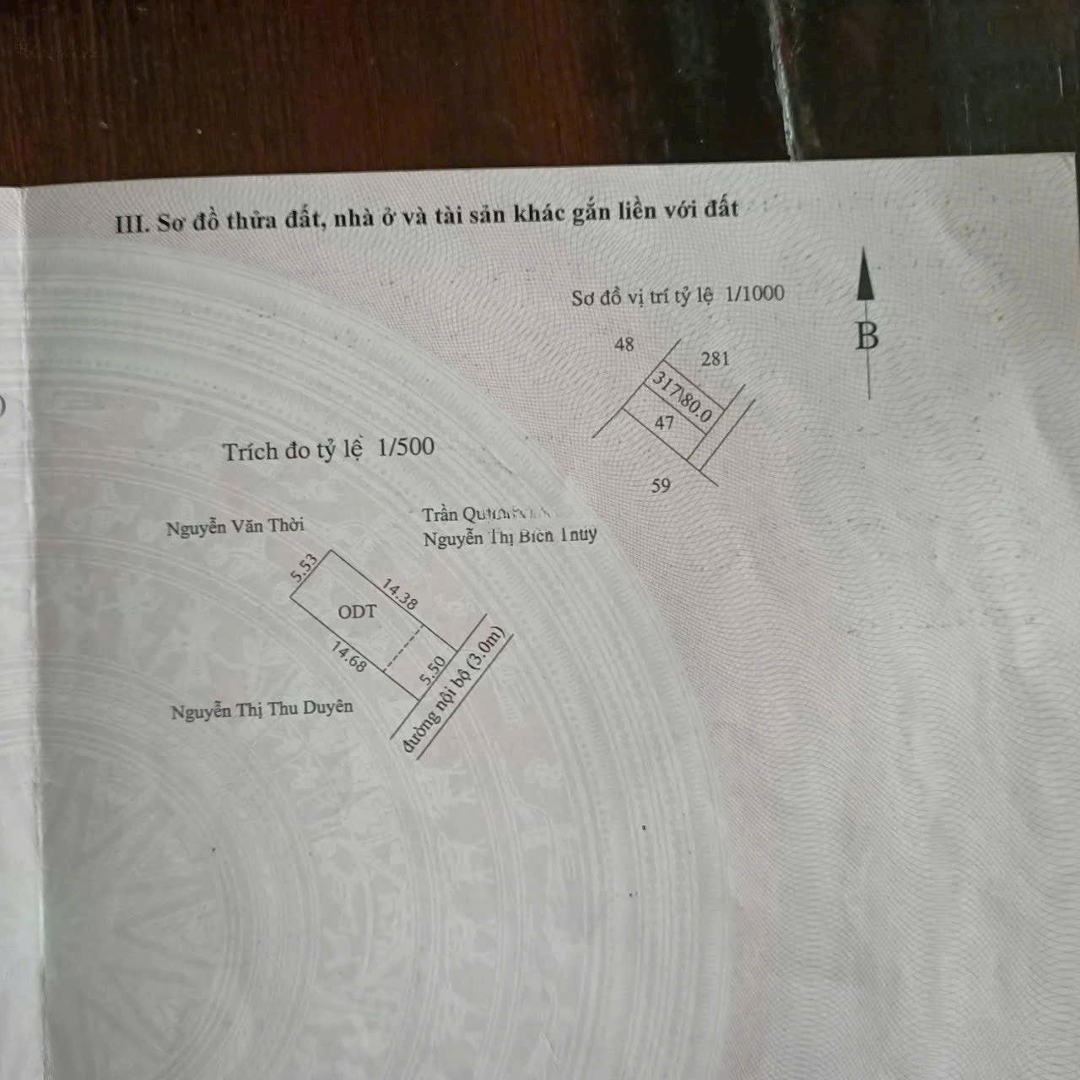 III. Sơ đồ thửa đất, nhà ở và tài sản khác gắn liền với đất
Sơ đồ vị trí tỷ lệ 1/1000
B
48
281
317\80.0
47
59
Trích đo tỷ lệ 1/500
Nguyễn Văn Thời
Trần
Nguyễn Thị Bích
5.53
14.38
ODT
14.68
5.50
đường nội bộ (3.0m)
Nguyễn Thị Thu Duyên
)